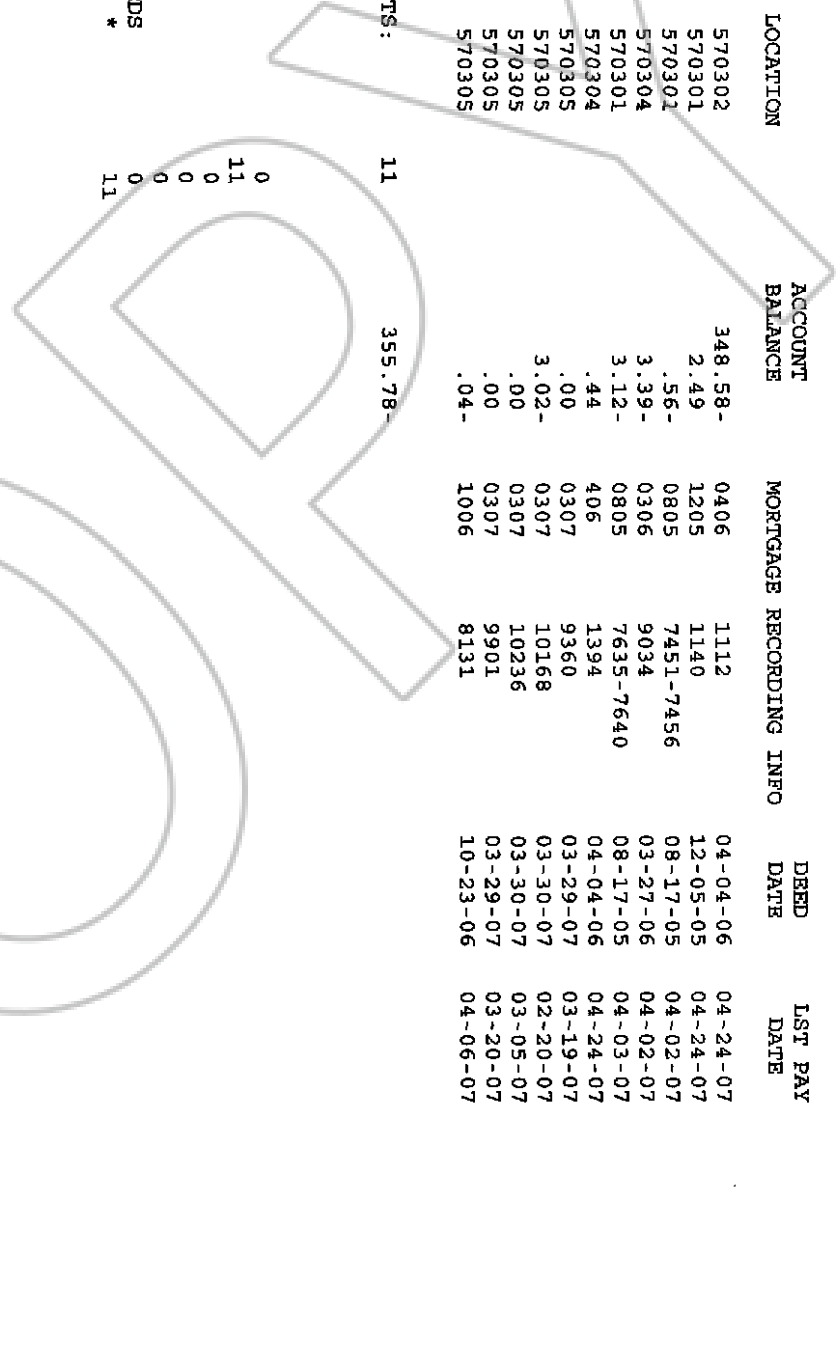 ACCOUNT DEED LST PAY
LOCATION BALANCE MORTGAGE RECORDING INFO DATE DATE
570302 348.58- 0406 1112 04-04-06 04-24-07
570301 2.49 1205 1140 12-05-05 04-24-07
570301 .56- 0805 7451-7456 08-17-05 04-02-07
570304 3.39- 0306 9034 03-27-06 04-02-07
570301 3.12- 0805 7635-7640 08-17-05 04-03-07
570304 .44 406 1394 04-04-06 04-24-07
570305 .00 0307 9360 03-29-07 03-19-07
570305 3.02- 0307 10168 03-30-07 02-20-07
570305 .00 0307 10236 03-30-07 03-05-07
570305 .00 0307 9901 03-29-07 03-20-07
570305 .04- 1006 8131 10-23-06 04-06-07
TS: 11 355.78-
0
11
0
0
0
DS 0
* 11
OPY